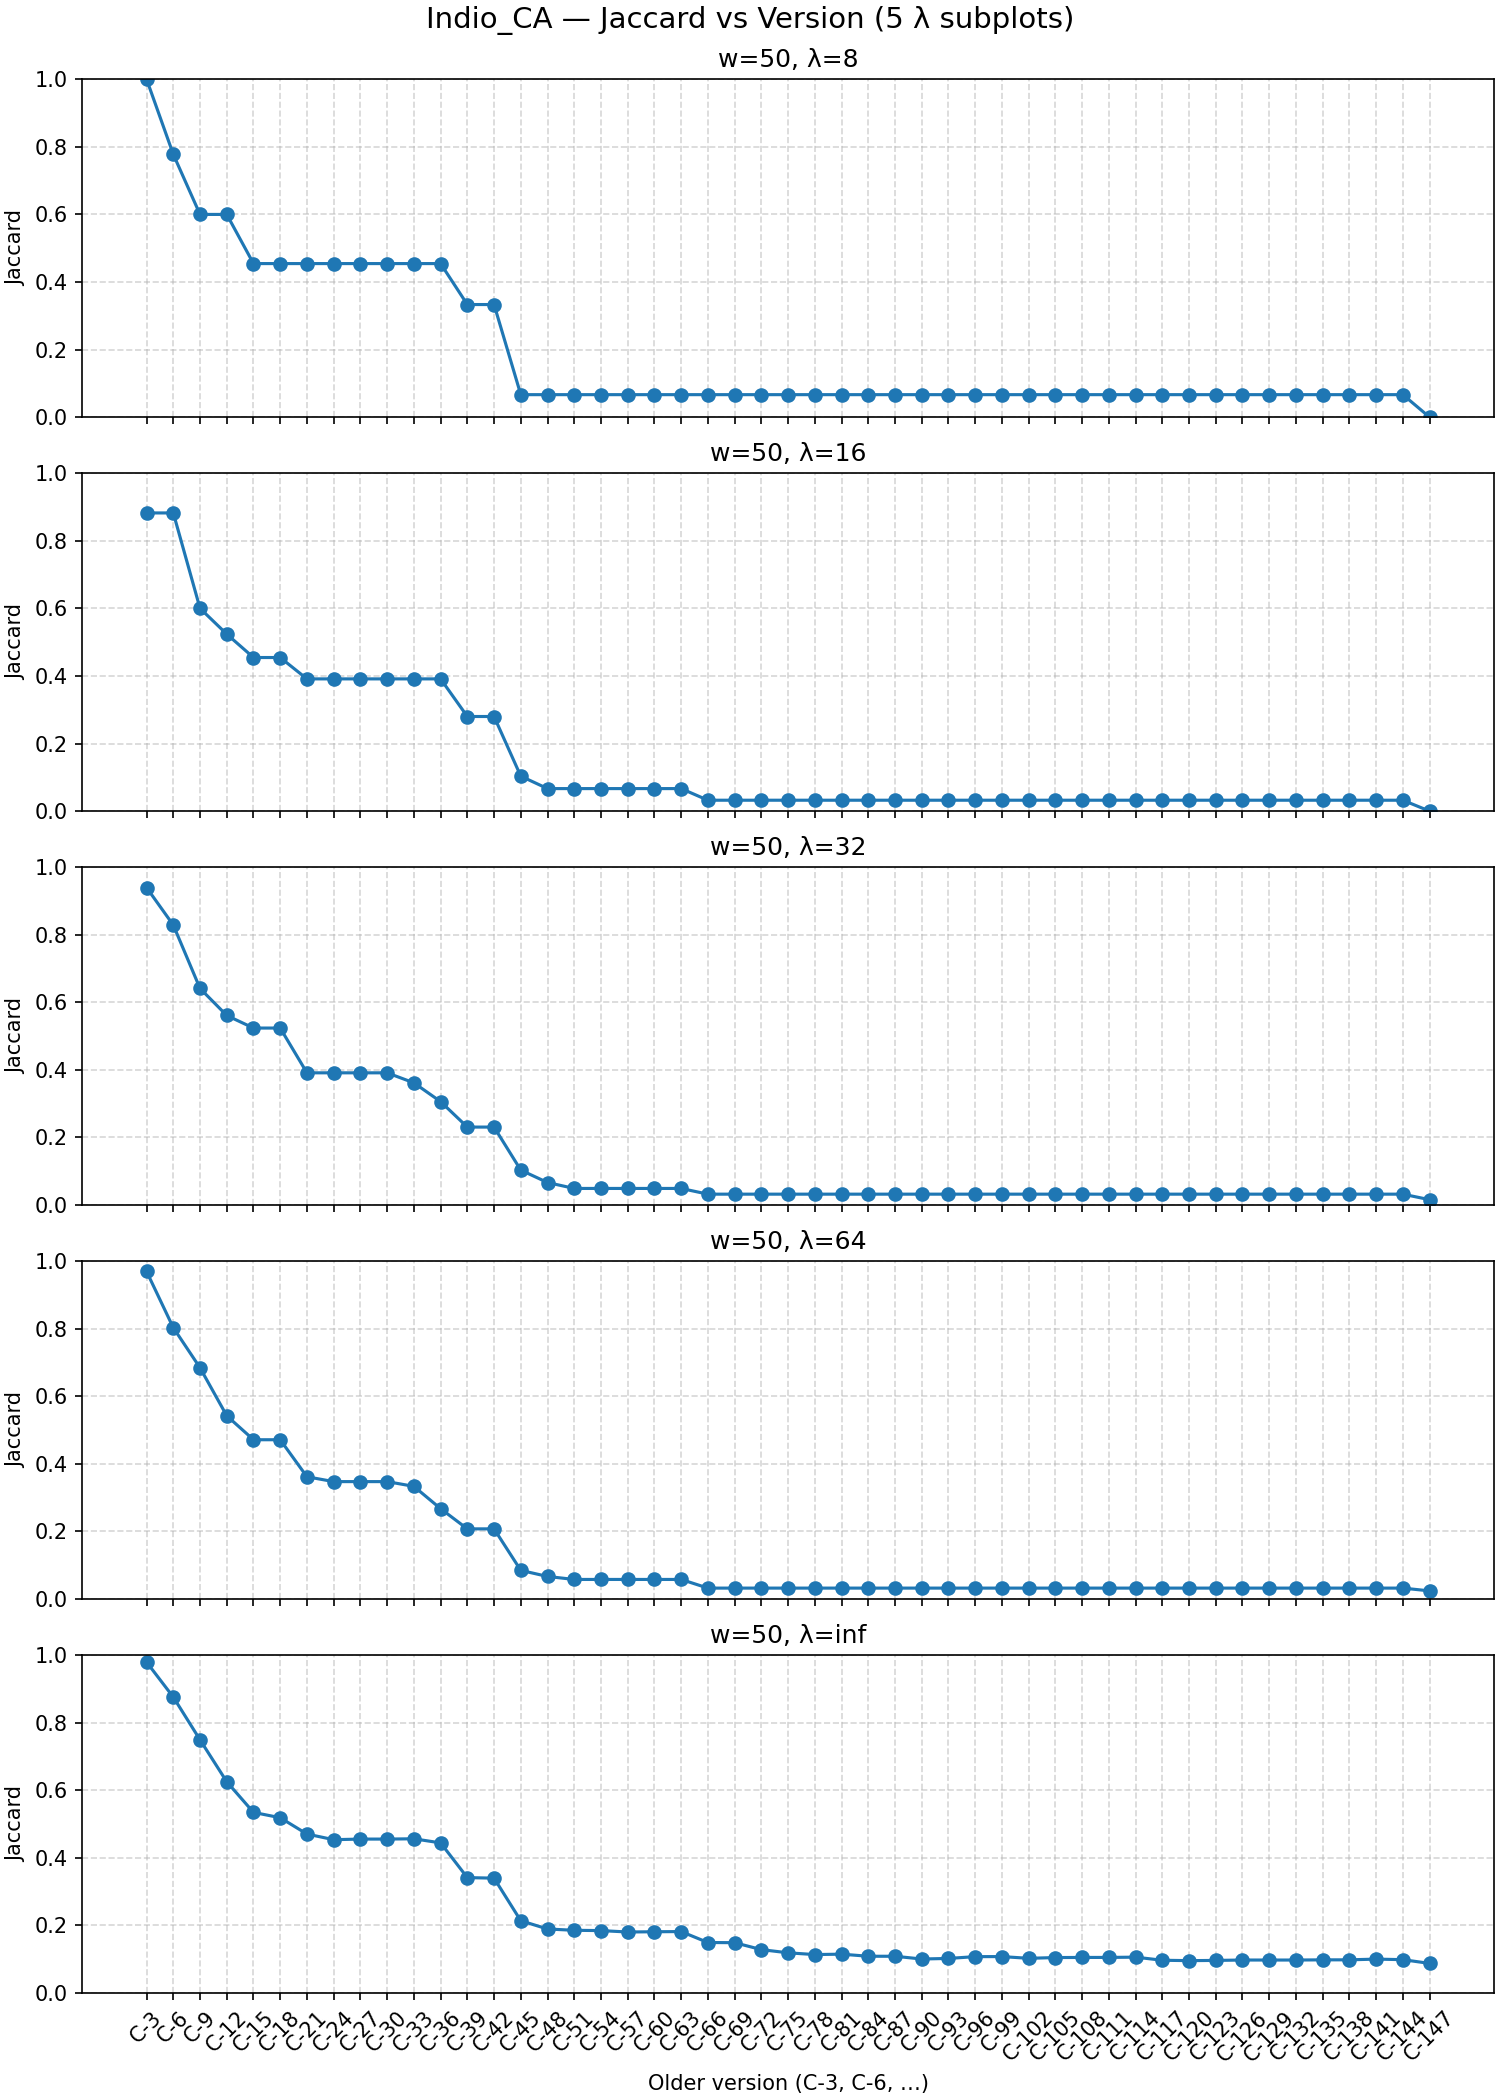 Indio_CA — Jaccard vs Version (5 λ subplots)
w=50, λ=8
1.0
0.8
0.6
0.4
0.2
0.0
Jaccard
w=50, λ=16
1.0
0.8
0.6
0.4
0.2
0.0
Jaccard
w=50, λ=32
1.0
0.8
0.6
0.4
0.2
0.0
Jaccard
w=50, λ=64
1.0
0.8
0.6
0.4
0.2
0.0
Jaccard
w=50, λ=inf
1.0
0.8
0.6
0.4
0.2
0.0
Jaccard
C-3 C-6 C-9 C-12 C-15 C-18 C-21 C-24 C-27 C-30 C-33 C-36 C-39 C-42 C-45 C-48 C-51 C-54 C-57 C-60 C-63 C-66 C-69 C-72 C-75 C-78 C-81 C-84 C-87 C-90 C-93 C-96 C-99 C-102 C-105 C-108 C-111 C-114 C-117 C-120 C-123 C-126 C-129 C-132 C-135 C-138 C-141 C-144 C-147
Older version (C-3, C-6, ...)